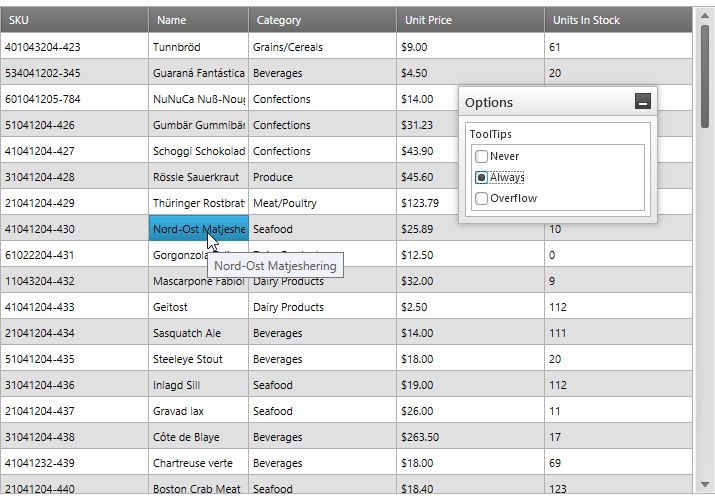 SKU Name Category Unit Price Units In Stock
401043204-423 Tunnbröd Grains/Cereals $9.00 61
534041202-345 Guaraná Fantástica Beverages $4.50 20
601041205-784 NuNuCa Nuß-Noug Confections $14.00
51041204-426 Gumbär Gummibär Confections $31.23
41041204-427 Schoggi Schokolad Confections $43.90
31041204-428 Rössle Sauerkraut Produce $45.60
21041204-429 Thüringer Rostbrat Meat/Poultry $123.79
41041204-430 Nord-Ost Matjeshe Seafood $25.89 10
61022204-431 Gorgonzola $12.50 0
11043204-432 Mascarpone Fabiol Dairy Products $32.00 9
41041204-433 Geitost Dairy Products $2.50 112
21041204-434 Sasquatch Ale Beverages $14.00 111
51041204-435 Steeleye Stout Beverages $18.00 20
31041204-436 Inlagd Sill Seafood $19.00 112
21041204-437 Gravad lax Seafood $26.00 11
31041204-438 Côte de Blaye Beverages $263.50 17
41041232-439 Chartreuse verte Beverages $18.00 69
21041204-440 Boston Crab Meat Seafood $18.40 123
Options
ToolTips
Never
Always
Overflow
Nord-Ost Matjeshering